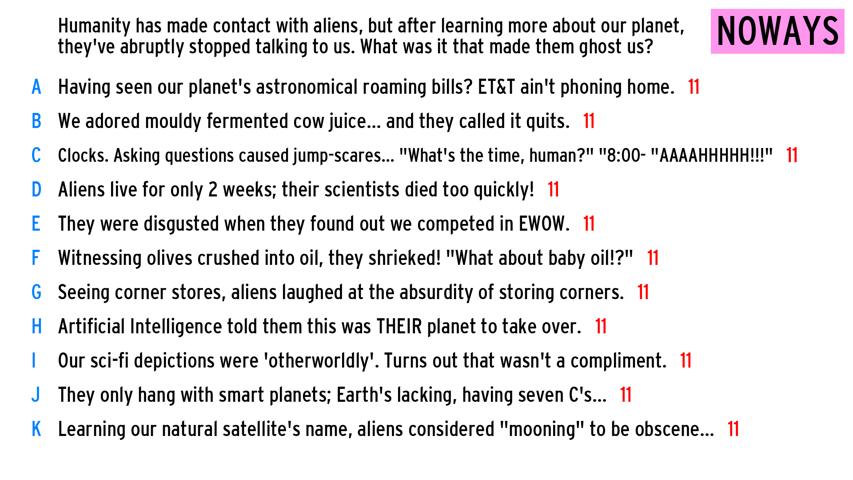 Humanity has made contact with aliens, but after learning more about our planet,
they've abruptly stopped talking to us. What was it that made them ghost us?
NOWAYS
A Having seen our planet's astronomical roaming bills? ET&T ain't phoning home. 11
B We adored mouldy fermented cow juice... and they called it quits. 11
C Clocks. Asking questions caused jump-scares... "What's the time, human?" "8:00- "AAAAHHHHH!!!" 11
D Aliens live for only 2 weeks; their scientists died too quickly! 11
E They were disgusted when they found out we competed in EWOW. 11
F Witnessing olives crushed into oil, they shrieked! "What about baby oil!?" 11
G Seeing corner stores, aliens laughed at the absurdity of storing corners. 11
H Artificial Intelligence told them this was THEIR planet to take over. 11
I Our sci-fi depictions were 'otherworldly'. Turns out that wasn't a compliment. 11
J They only hang with smart planets; Earth's lacking, having seven C's... 11
K Learning our natural satellite's name, aliens considered "mooning" to be obscene... 11